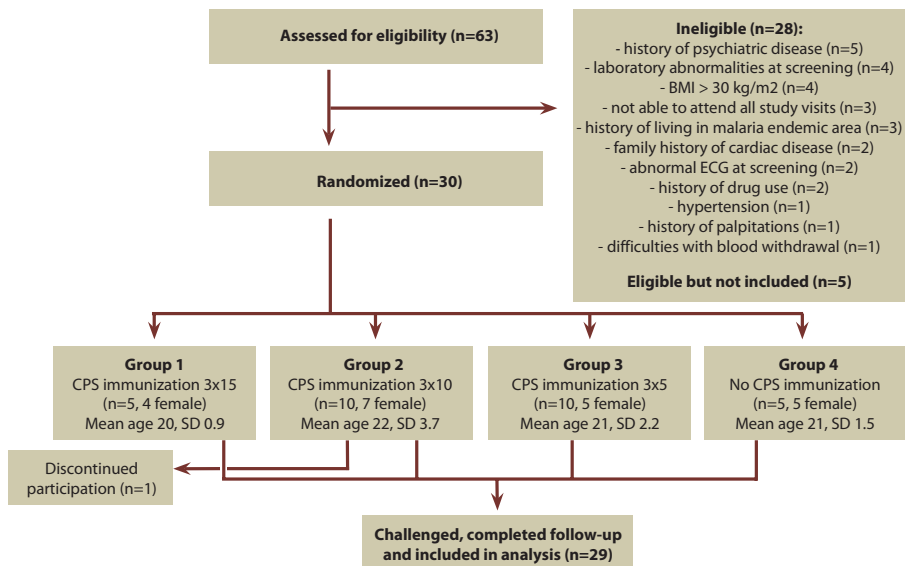 Assessed for eligibility (n=63)
Ineligible (n=28):
- history of psychiatric disease (n=5)
- laboratory abnormalities at screening (n=4)
- BMI > 30 kg/m2 (n=4)
- not able to attend all study visits (n=3)
- history of living in malaria endemic area (n=3)
- family history of cardiac disease (n=2)
- abnormal ECG at screening (n=2)
- history of drug use (n=2)
- hypertension (n=1)
- history of palpitations (n=1)
- difficulties with blood withdrawal (n=1)
Eligible but not included (n=5)
Randomized (n=30)
Group 1
CPS immunization 3x15
(n=5, 4 female)
Mean age 20, SD 0.9
Group 2
CPS immunization 3x10
(n=10, 7 female)
Mean age 22, SD 3.7
Group 3
CPS immunization 3x5
(n=10, 5 female)
Mean age 21, SD 2.2
Group 4
No CPS immunization
(n=5, 5 female)
Mean age 21, SD 1.5
Discontinued
participation (n=1)
Challenged, completed follow-up
and included in analysis (n=29)